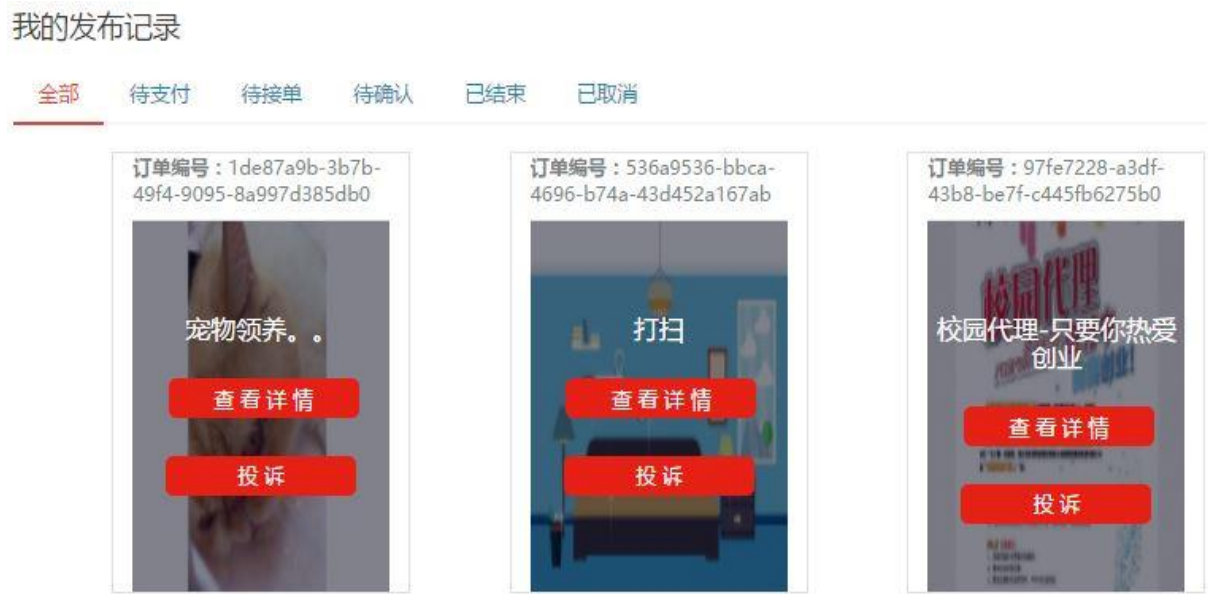 我的发布记录
全部 待支付 待接单 待确认 已结束 已取消
订单编号：1de87a9b-3b7b-
49f4-9095-8a997d385db0
宠物领养。。
查看详情
投诉
订单编号：536a9536-bbca-
4696-b74a-43d452a167ab
打扫
查看详情
投诉
订单编号：97fe7228-a3df-
43b8-be7f-c445fb6275b0
校园代理
校园代理-只要你热爱
创业
查看详情
投诉